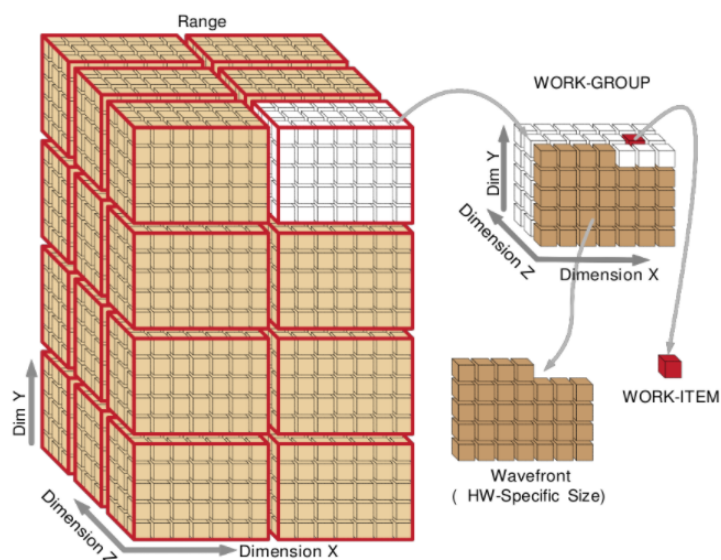 Range
WORK-GROUP
Dim Y
Dimension Z
Dimension X
WORK-ITEM
Wavefront
( HW-Specific Size)
Dim Y
Dimension Z
Dimension X